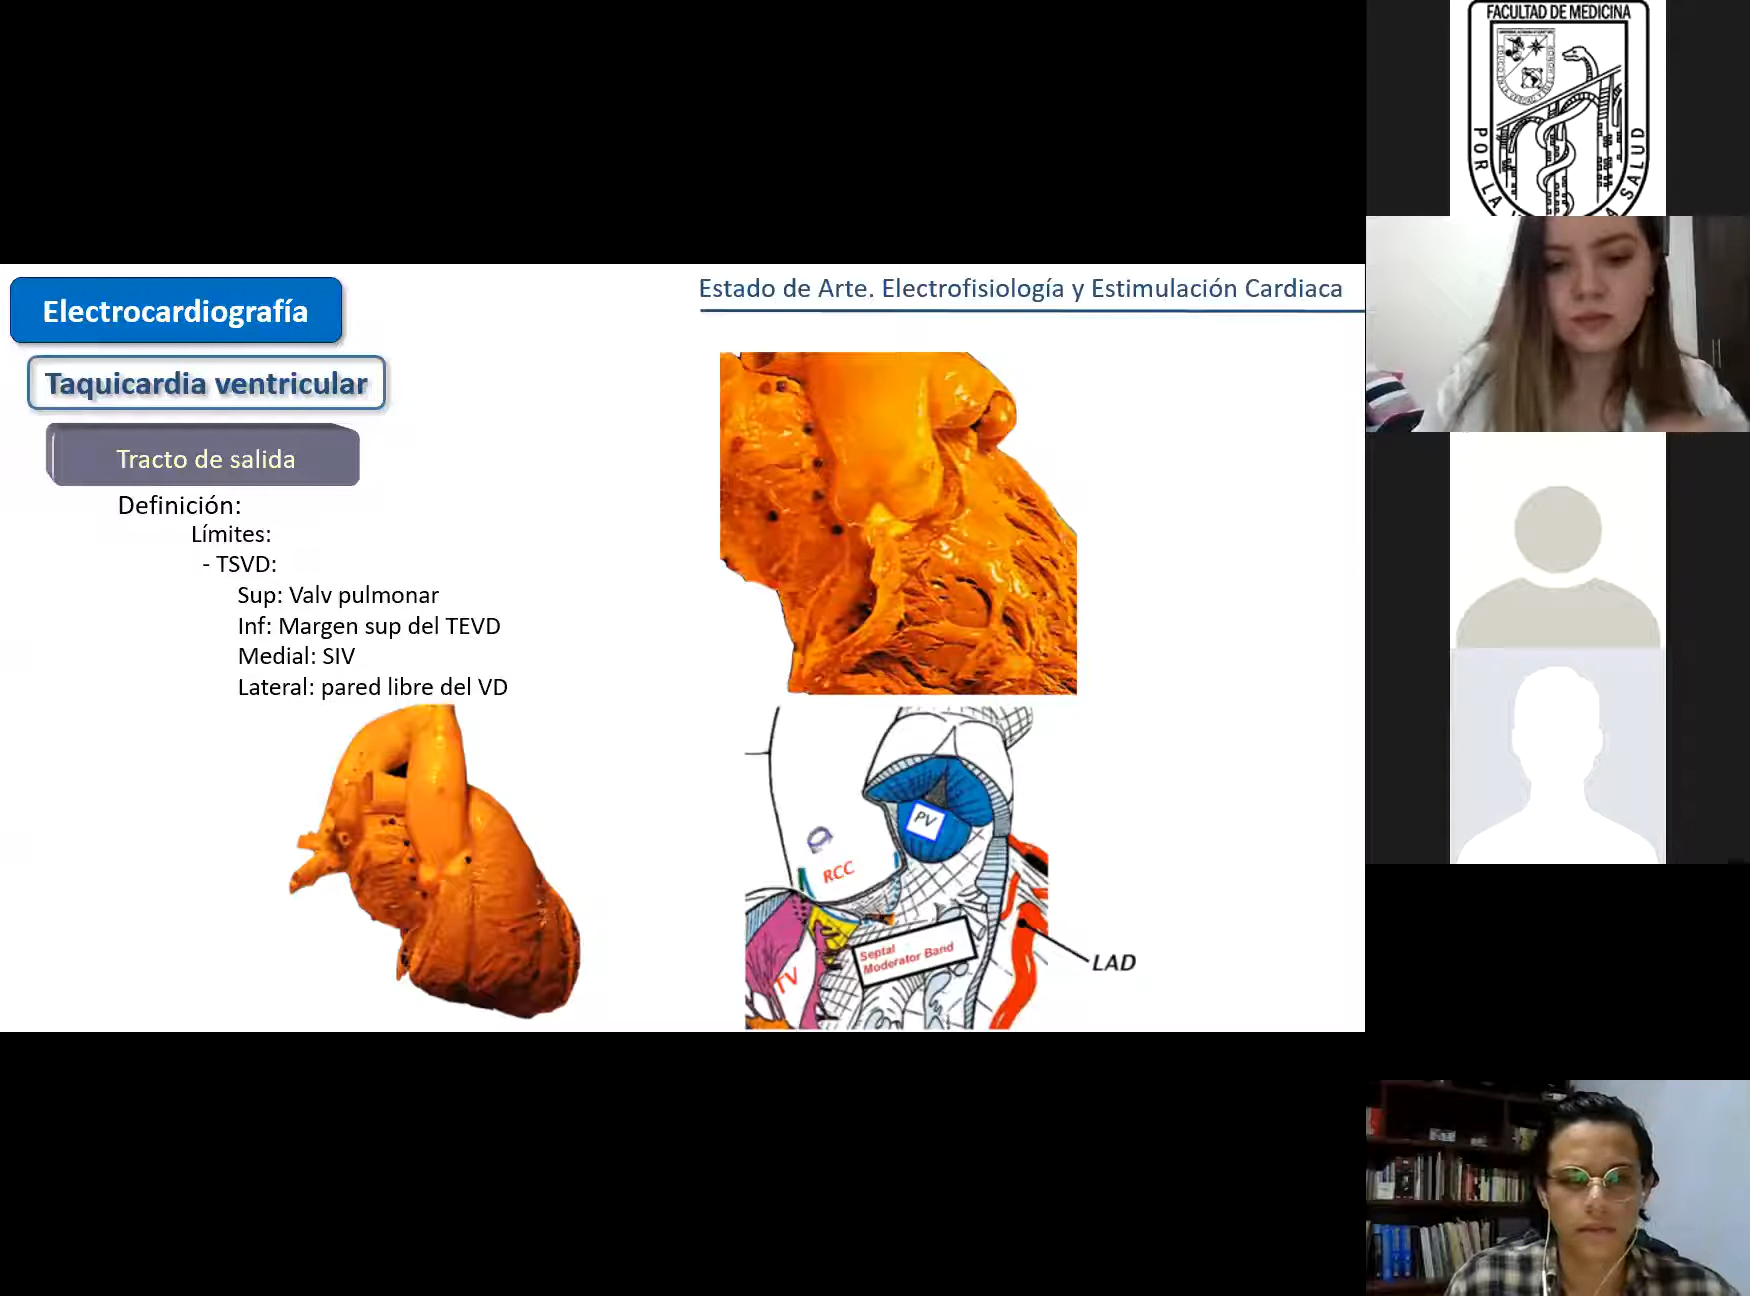 Electrocardiografía
Estado de Arte. Electrofisiología y Estimulación Cardiaca
Taquicardia ventricular
Tracto de salida
Definición:
Límites:
- TSVD:
Sup: Valv pulmonar
Inf: Margen sup del TEVD
Medial: SIV
Lateral: pared libre del VD
PV
RCC
Septal
Moderator Band
TV
LAD
FACULTAD DE MEDICINA
POR LA
A SALUD